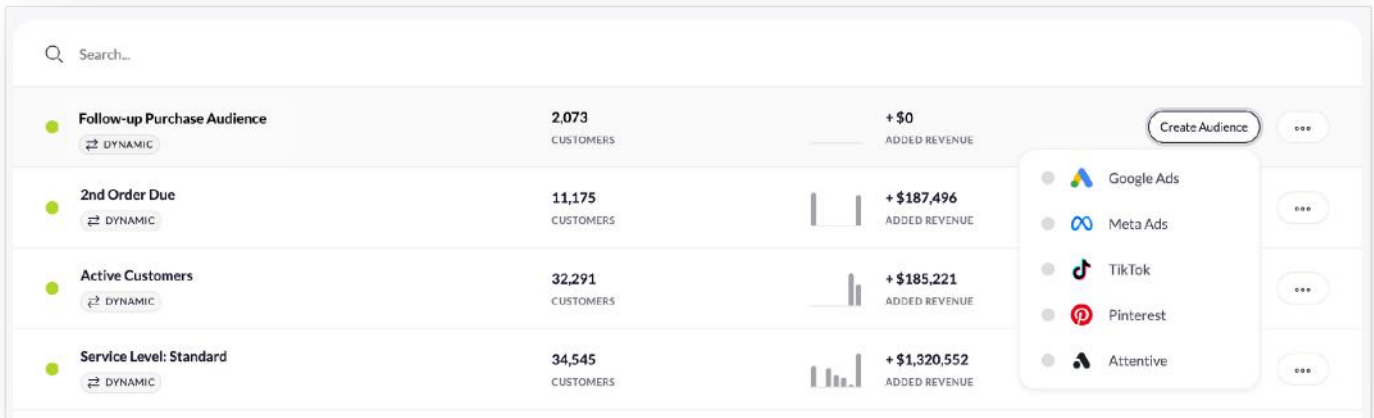 Search...
Follow-up Purchase Audience
DYNAMIC
2,073
CUSTOMERS
+ $0
ADDED REVENUE
Create Audience
Google Ads
Meta Ads
TikTok
Pinterest
Attentive
2nd Order Due
DYNAMIC
11,175
CUSTOMERS
+ $187,496
ADDED REVENUE
Active Customers
DYNAMIC
32,291
CUSTOMERS
+ $185,221
ADDED REVENUE
Service Level: Standard
DYNAMIC
34,545
CUSTOMERS
+ $1,320,552
ADDED REVENUE